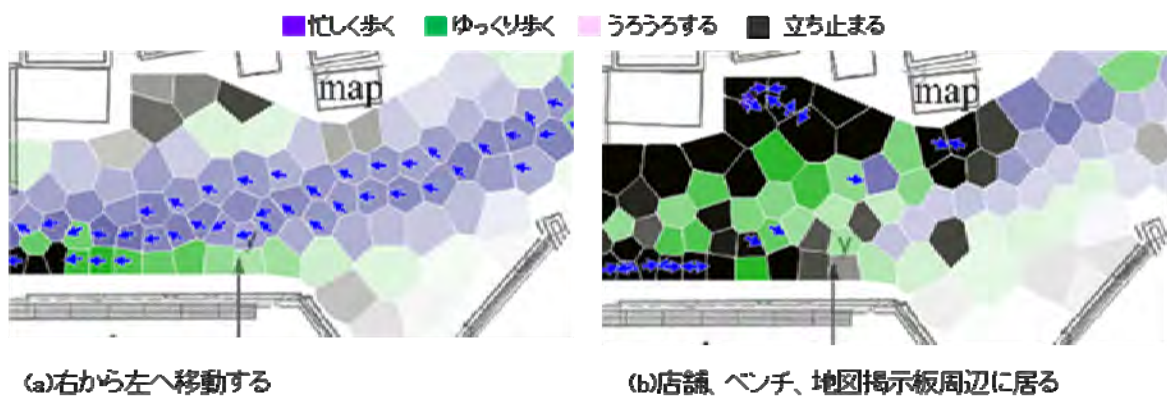 忙しく歩く ゆっくり歩く うろうろする 立ち止まる
map map
y y
(a)右から左へ移動する (b)店舗、ベンチ、地図掲示板周辺に居る